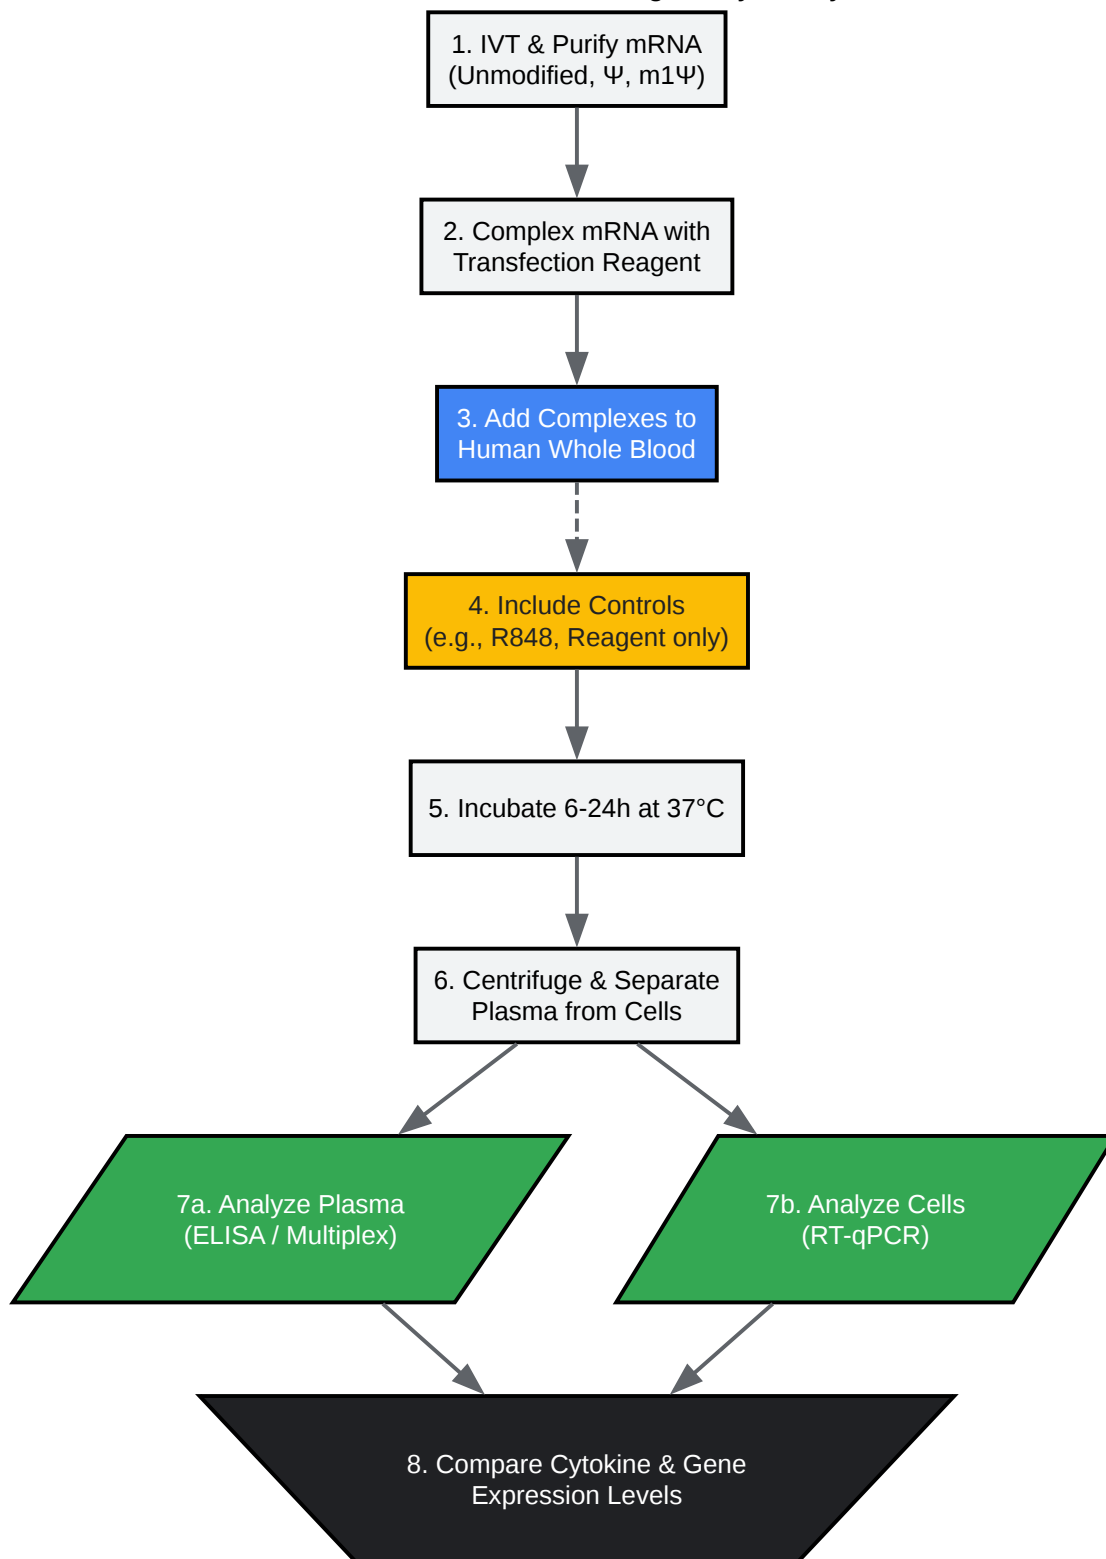 1. IVT & Purify mRNA
(Unmodified, Ψ, m1Ψ)
2. Complex mRNA with
Transfection Reagent
3. Add Complexes to
Human Whole Blood
4. Include Controls
(e.g., R848, Reagent only)
5. Incubate 6-24h at 37°C
6. Centrifuge & Separate
Plasma from Cells
7a. Analyze Plasma
(ELISA / Multiplex)
7b. Analyze Cells
(RT-qPCR)
8. Compare Cytokine & Gene
Expression Levels